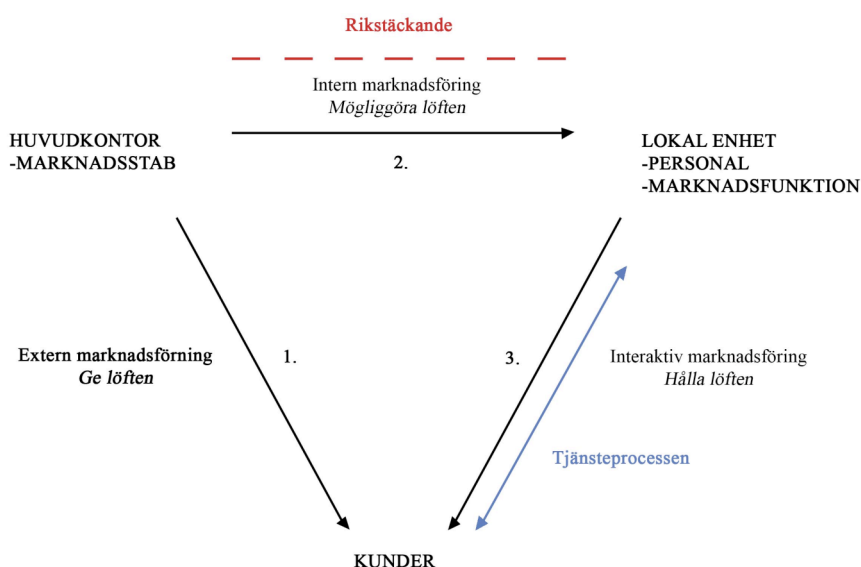 Rikstäckande
Intern marknadsföring
Mögliggöra löften
HUVUDKONTOR
-MARKNADSSTAB
2.
LOKAL ENHET
-PERSONAL
-MARKNADSFUNKTION
Extern marknadsförning
Ge löften
1.
3.
Interaktiv marknadsföring
Hålla löften
Tjänsteprocessen
KUNDER